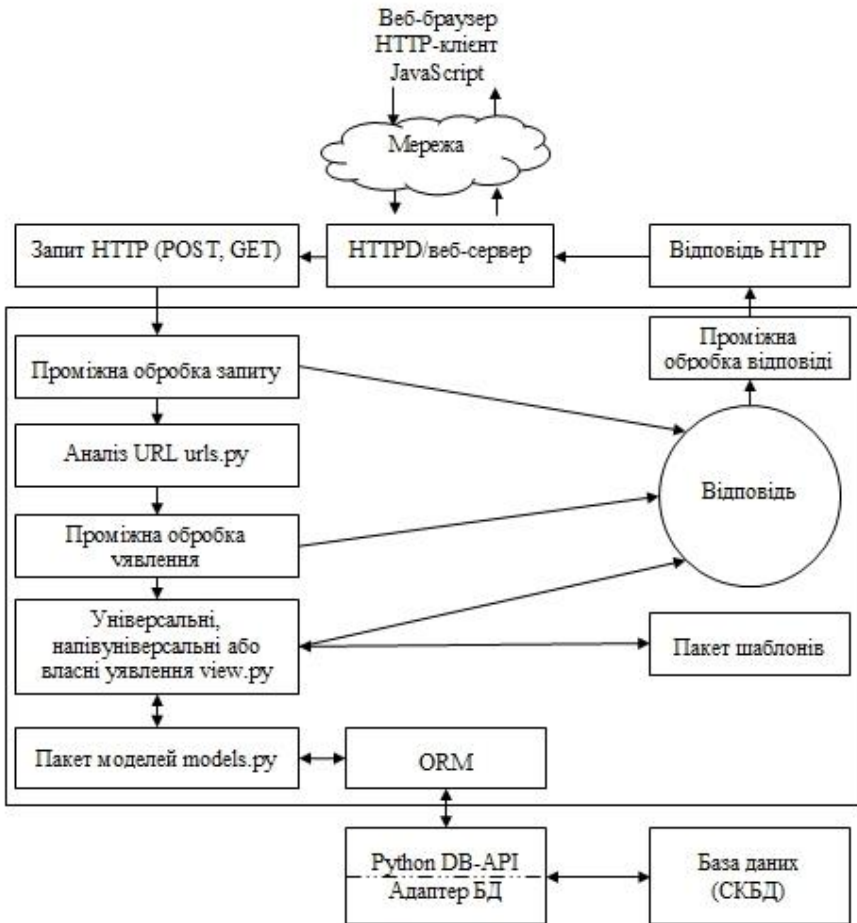 Веб-браузер
HTTP-клієнт
JavaScript
Мережа
Запит HTTP (POST, GET)
HTTPD/веб-сервер
Відповідь HTTP
Проміжна обробка запиту
Проміжна
обробка відповіді
Аналіз URL urls.py
Відповідь
Проміжна обробка
уявлення
Універсальні,
напівуніверсальні або
власні уявлення view.py
Пакет шаблонів
Пакет моделей models.py
ORM
Python DB-API
Адаптер БД
База даних
(СКБД)